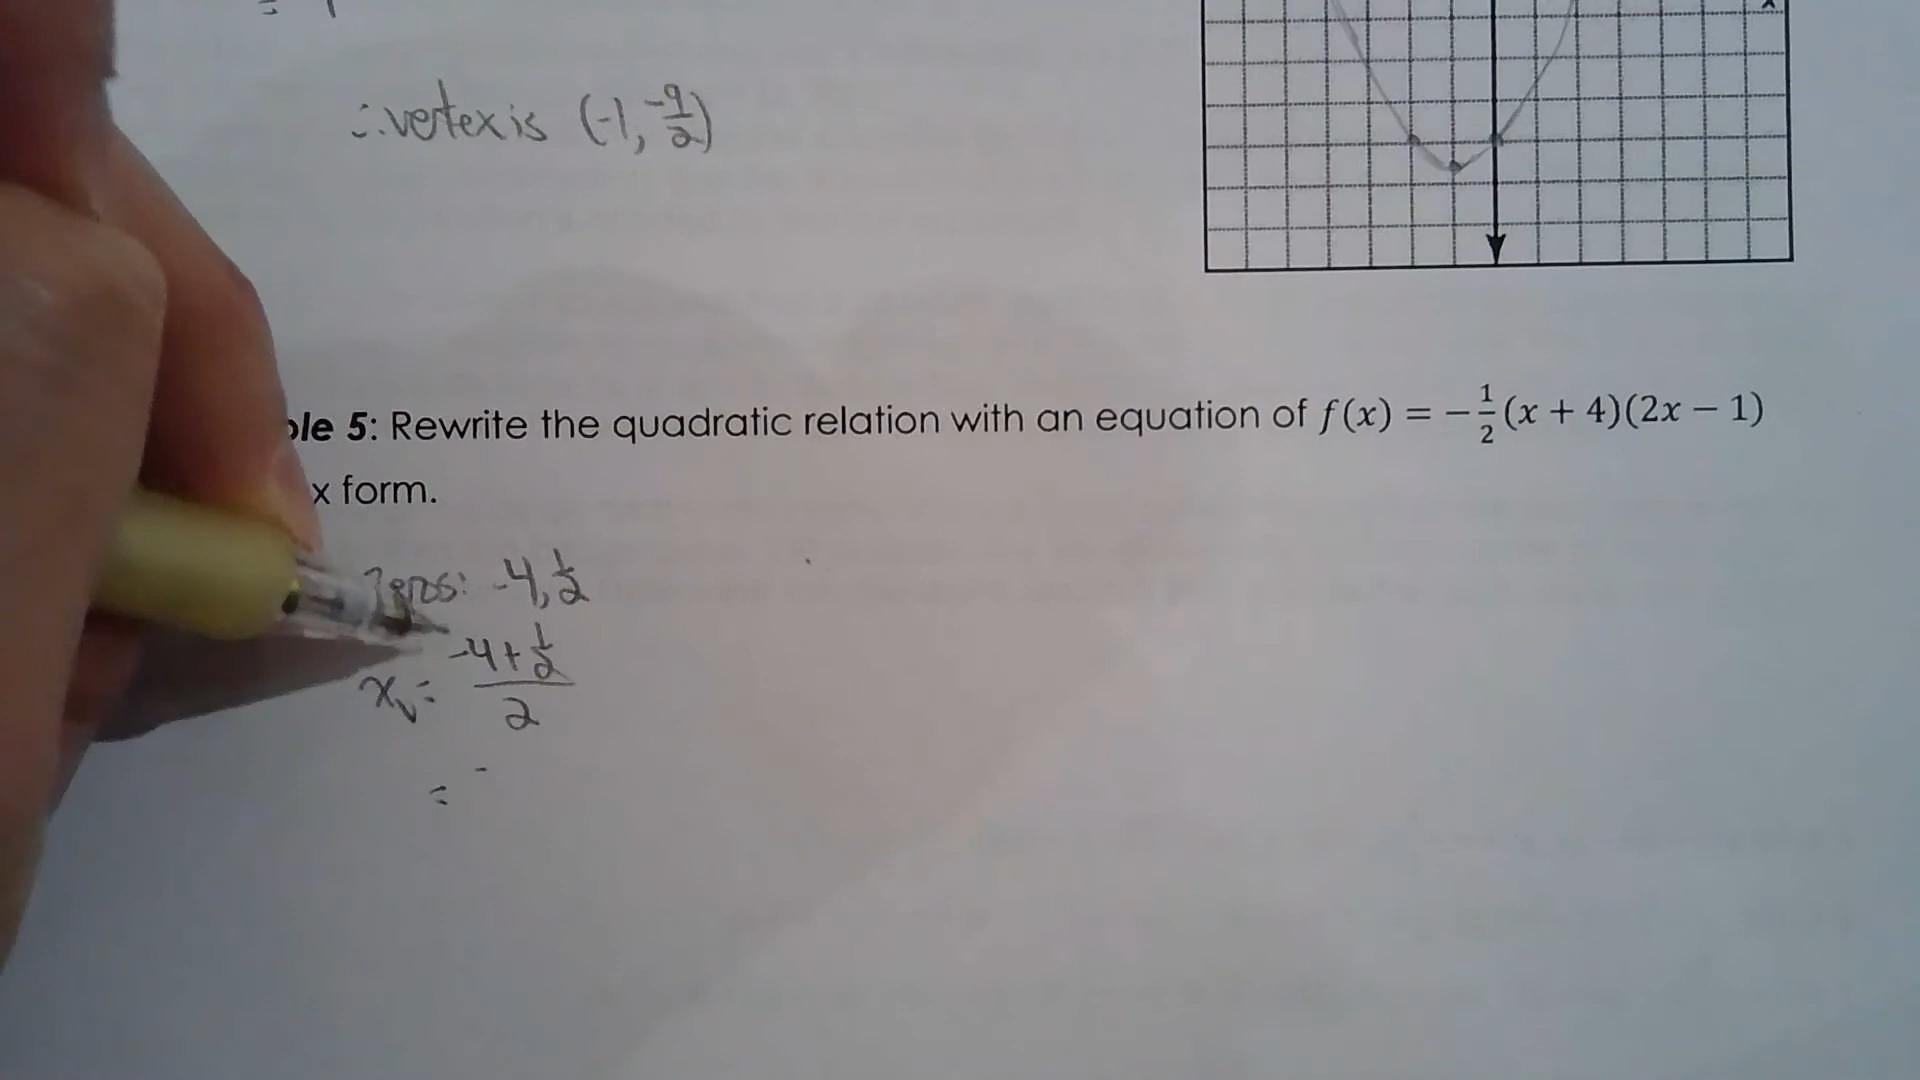 ∴ vertex is (-1, -9/2)
ple 5: Rewrite the quadratic relation with an equation of f(x) = −1/2(x + 4)(2x − 1)
x form.
Zeros: -4, 1/2
-4+1/2
xv= 
2
= -